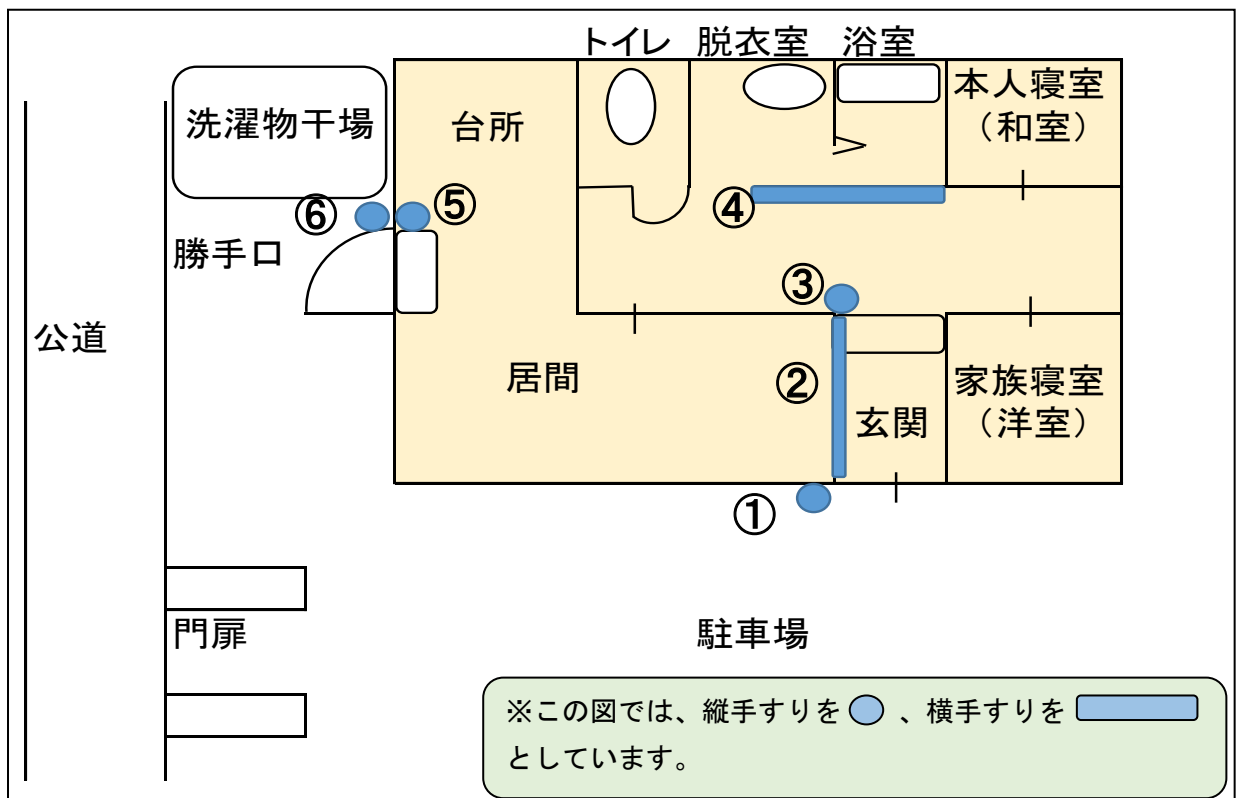 トイレ 脱衣室 浴室
洗濯物干場
台所
本人寝室
（和室）
⑥
⑤
④
勝手口
③
公道
居間
②
玄関
家族寝室
（洋室）
①
門扉
駐車場
※この図では、縦手すりを 、横手すりを
としています。